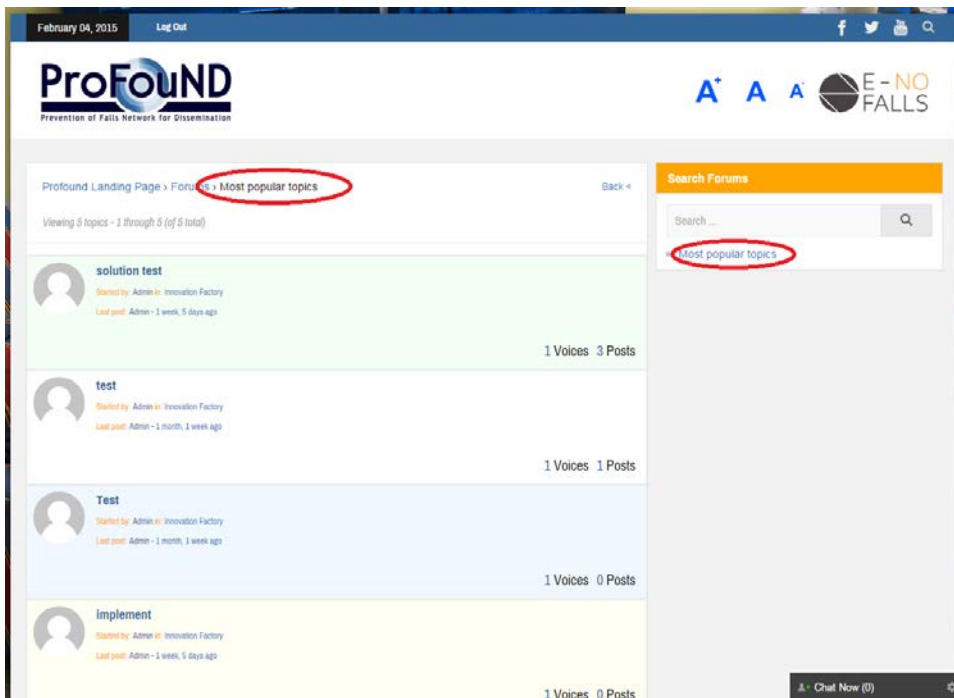 February 04, 2015 Log Out
ProFouND
Prevention of Falls Network for Dissemination
A+ A A- E-NO
FALLS
Profound Landing Page › Forums › Most popular topics Back <
Viewing 5 topics - 1 through 5 (of 5 total)
Search Forums
Search ...
» Most popular topics
solution test
Started by: Admin in: Innovation Factory
Last post: Admin - 1 week, 5 days ago
1 Voices 3 Posts
test
Started by: Admin in: Innovation Factory
Last post: Admin - 1 month, 1 week ago
1 Voices 1 Posts
Test
Started by: Admin in: Innovation Factory
Last post: Admin - 1 month, 1 week ago
1 Voices 0 Posts
implement
Started by: Admin in: Innovation Factory
Last post: Admin - 1 week, 5 days ago
1 Voices 0 Posts
Chat Now (0)